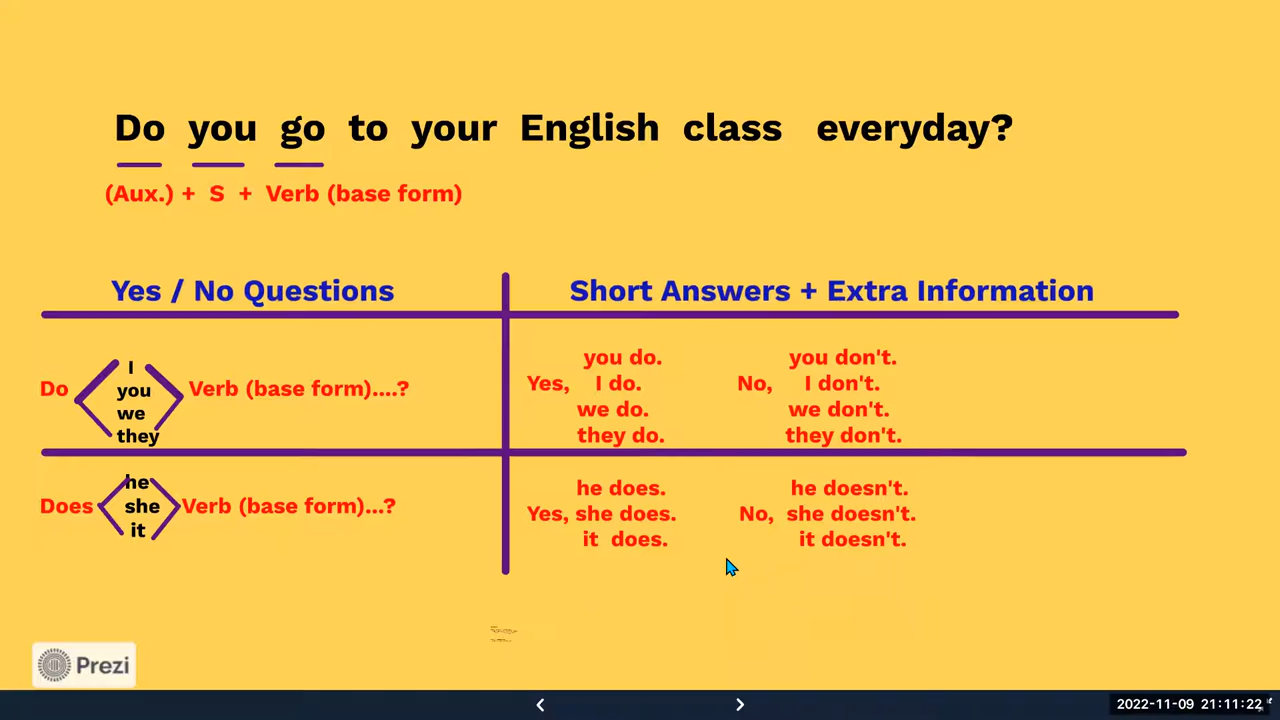 Do you go to your English class everyday?
(Aux.) + S + Verb (base form)
Yes / No Questions
Short Answers + Extra Information
I
Do you Verb (base form)....?
we
they
you do.
Yes, I do.
we do.
they do.
you don't.
No, I don't.
we don't.
they don't.
he
Does she Verb (base form)...?
it
he does.
Yes, she does.
it does.
he doesn't.
No, she doesn't.
it doesn't.
Prezi
2022-11-09 21:11:22